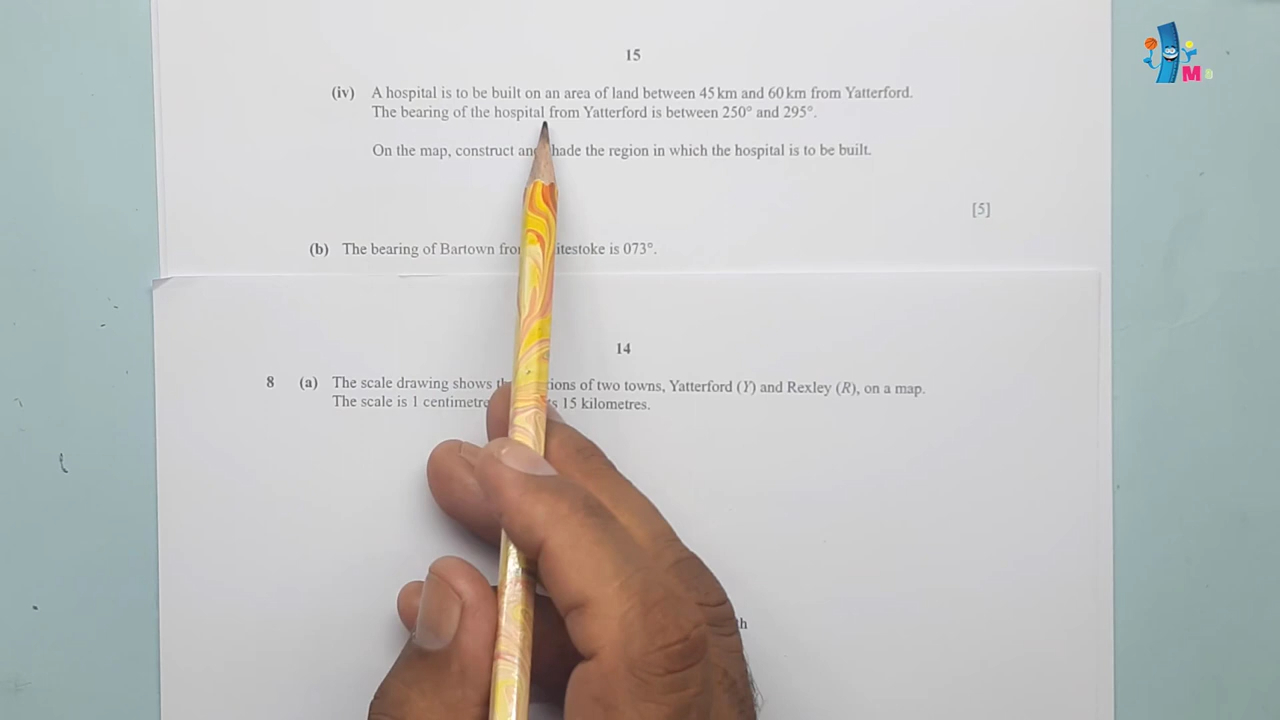 15
(iv) A hospital is to be built on an area of land between 45 km and 60 km from Yatterford.
The bearing of the hospital from Yatterford is between 250° and 295°.
On the map, construct and shade the region in which the hospital is to be built.
[5]
(b) The bearing of Bartown from is 073°.
14
8 (a) The scale drawing shows of two towns, Yatterford (Y) and Rexley (R), on a map.
The scale is 1 centimetre 15 kilometres.
M